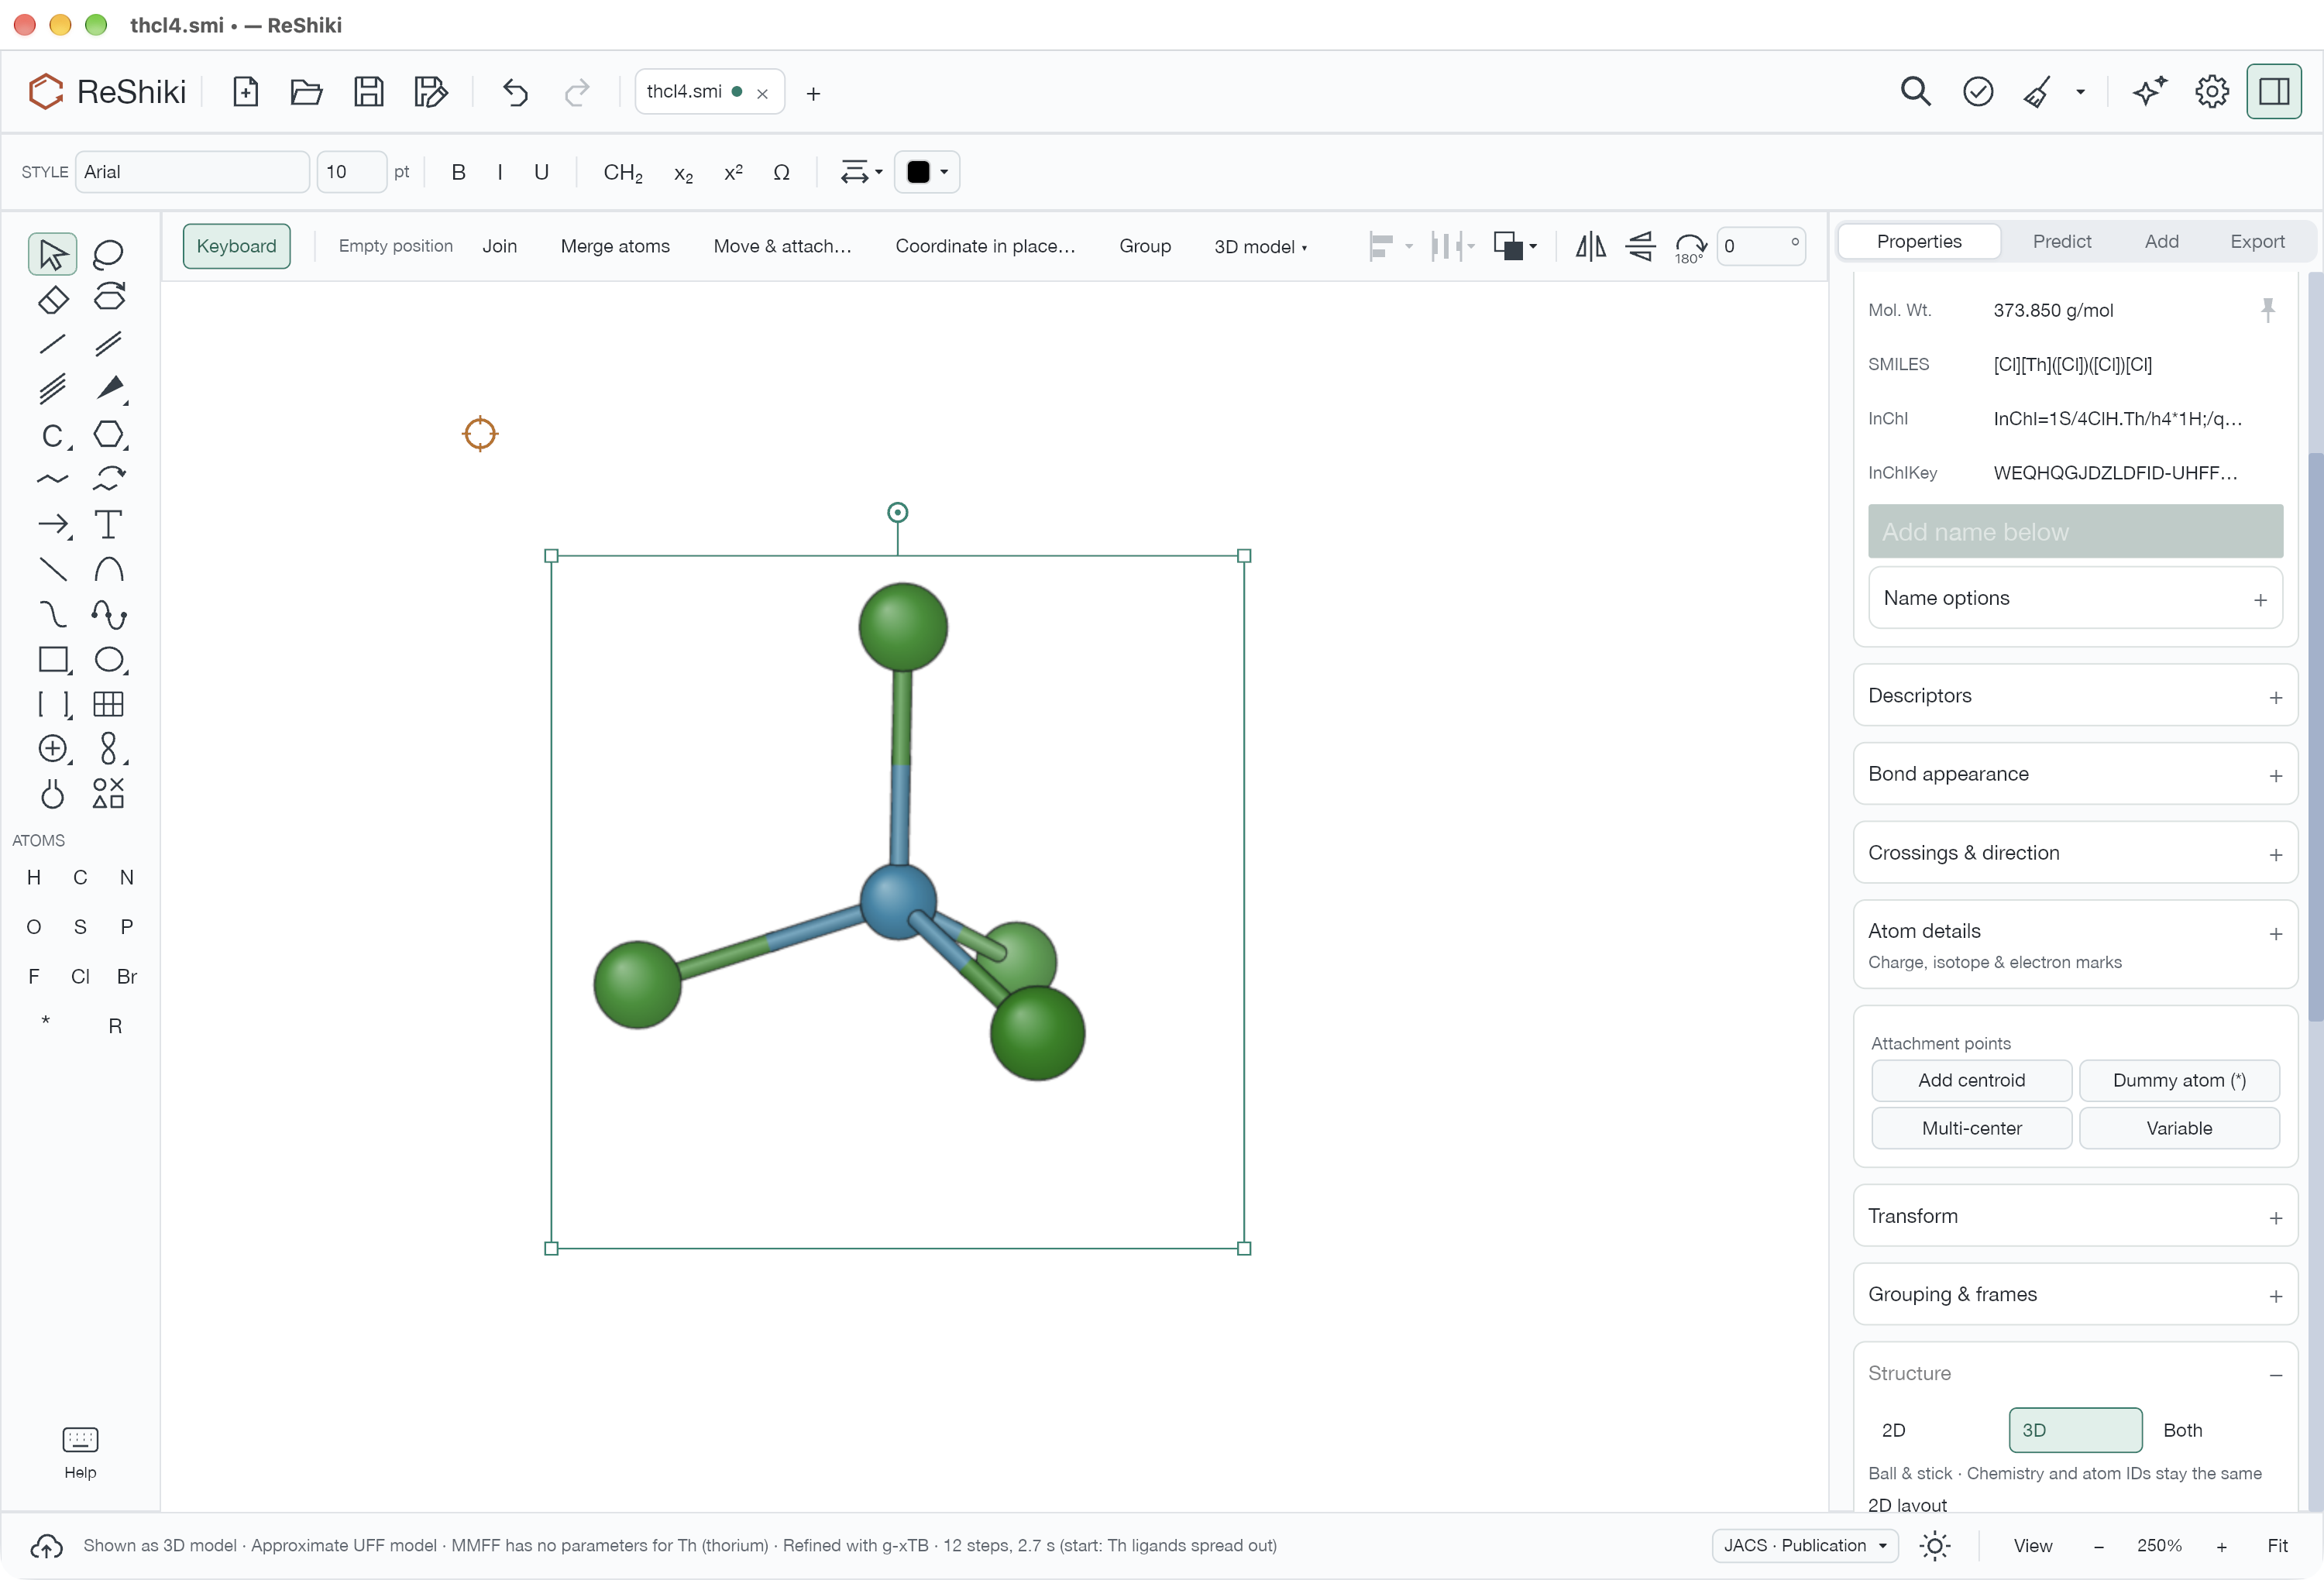 thcl4.smi • — ReShiki
ReShiki
thcl4.smi
STYLE Arial 10 pt B I U CH₂ x₂ x² Ω
Keyboard Empty position Join Merge atoms Move & attach... Coordinate in place... Group 3D model 180° 0 °
Properties Predict Add Export
Mol. Wt. 373.850 g/mol
SMILES [Cl][Th]([Cl])([Cl])[Cl]
InChI InChI=1S/4ClH.Th/h4*1H;/q...
InChIKey WEQHQGJDZLDFID-UHFF...
Add name below
Name options
Descriptors
Bond appearance
Crossings & direction
Atom details
Charge, isotope & electron marks
Attachment points
Add centroid Dummy atom (*)
Multi-center Variable
Transform
Grouping & frames
Structure
2D 3D Both
Ball & stick · Chemistry and atom IDs stay the same
2D layout
C
T
ATOMS
H C N
O S P
F Cl Br
* R
Help
Shown as 3D model · Approximate UFF model · MMFF has no parameters for Th (thorium) · Refined with g-xTB · 12 steps, 2.7 s (start: Th ligands spread out)
JACS · Publication View − 250% + Fit